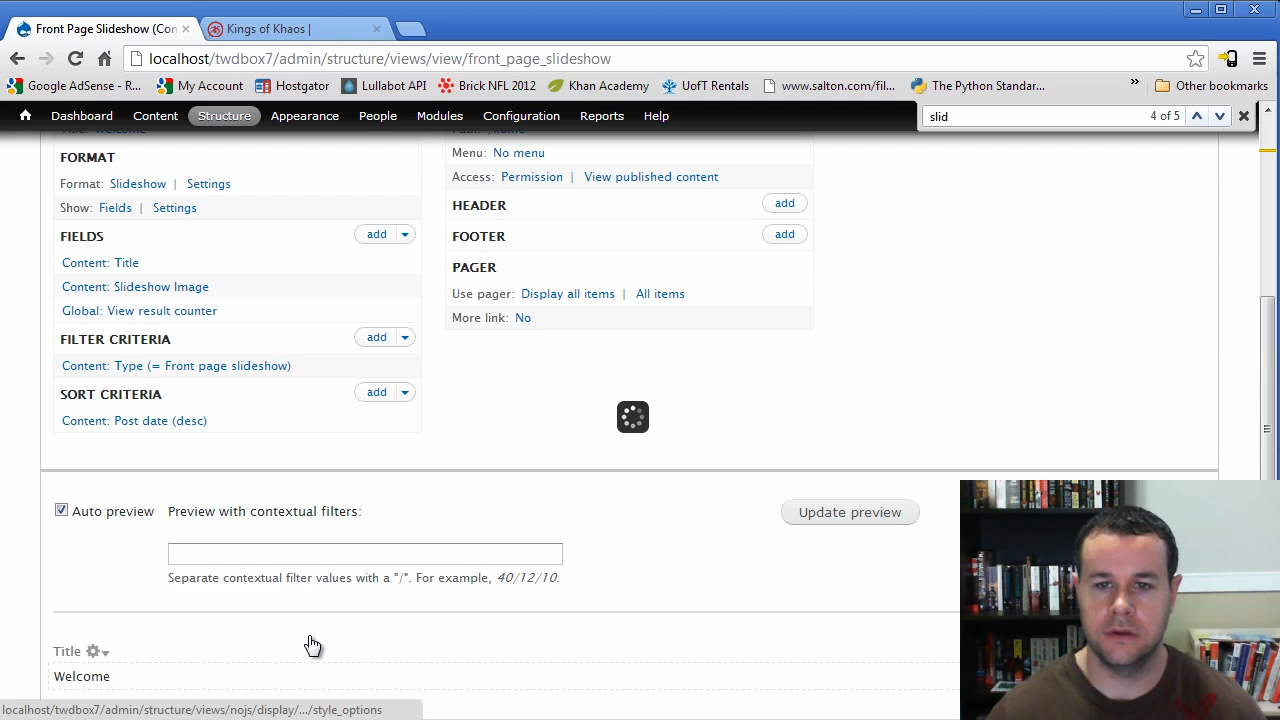 Front Page Slideshow (Con
Kings of Khaos |
localhost/twdbox7/admin/structure/views/view/front_page_slideshow
Google AdSense - R...
My Account
Hostgator
Lullabot API
Brick NFL 2012
Khan Academy
UofT Rentals
www.salton.com/fil...
The Python Standar...
»
Other bookmarks
Dashboard
Content
Structure
Appearance
People
Modules
Configuration
Reports
Help
slid
4 of 5
Title: Welcome
FORMAT
Format: Slideshow | Settings
Show: Fields | Settings
FIELDS
add
Content: Title
Content: Slideshow Image
Global: View result counter
FILTER CRITERIA
add
Content: Type (= Front page slideshow)
SORT CRITERIA
add
Content: Post date (desc)
Path: /home
Menu: No menu
Access: Permission | View published content
HEADER
add
FOOTER
add
PAGER
Use pager: Display all items | All items
More link: No
Auto preview
Preview with contextual filters:
Update preview
Separate contextual filter values with a "/". For example, 40/12/10.
Title
Welcome
localhost/twdbox7/admin/structure/views/nojs/display/.../style_options